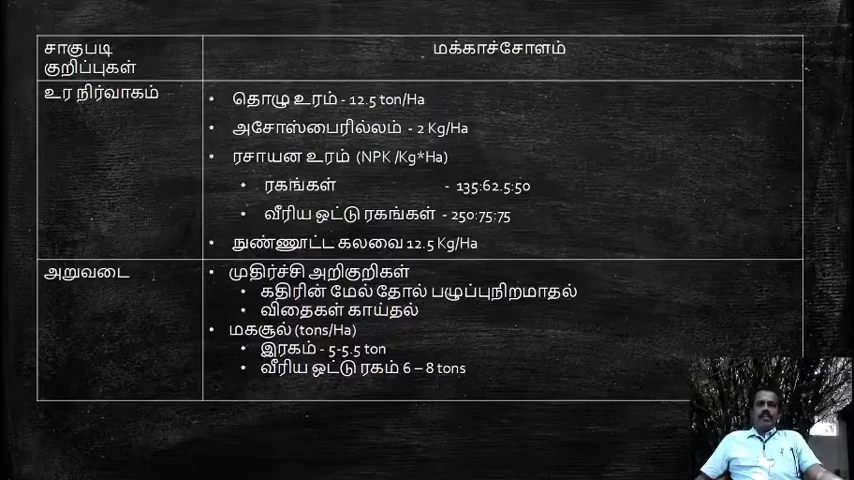 சாகுபடி
குறிப்புகள்
மக்காச்சோளம்
உர நிர்வாகம்
• தொழு உரம் - 12.5 ton/Ha
• அசோஸ்பைரில்லம் - 2 Kg/Ha
• ரசாயன உரம் (NPK /Kg*Ha)
• ரகங்கள் - 135:62.5:50
• வீரிய ஒட்டு ரகங்கள் - 250:75:75
• நுண்ணூட்ட கலவை 12.5 Kg/Ha
அறுவடை
• முதிர்ச்சி அறிகுறிகள்
• கதிரின் மேல் தோல் பழுப்புநிறமாதல்
• விதைகள் காய்தல்
• மகசூல் (tons/Ha)
• இரகம் - 5-5.5 ton
• வீரிய ஒட்டு ரகம் 6 – 8 tons